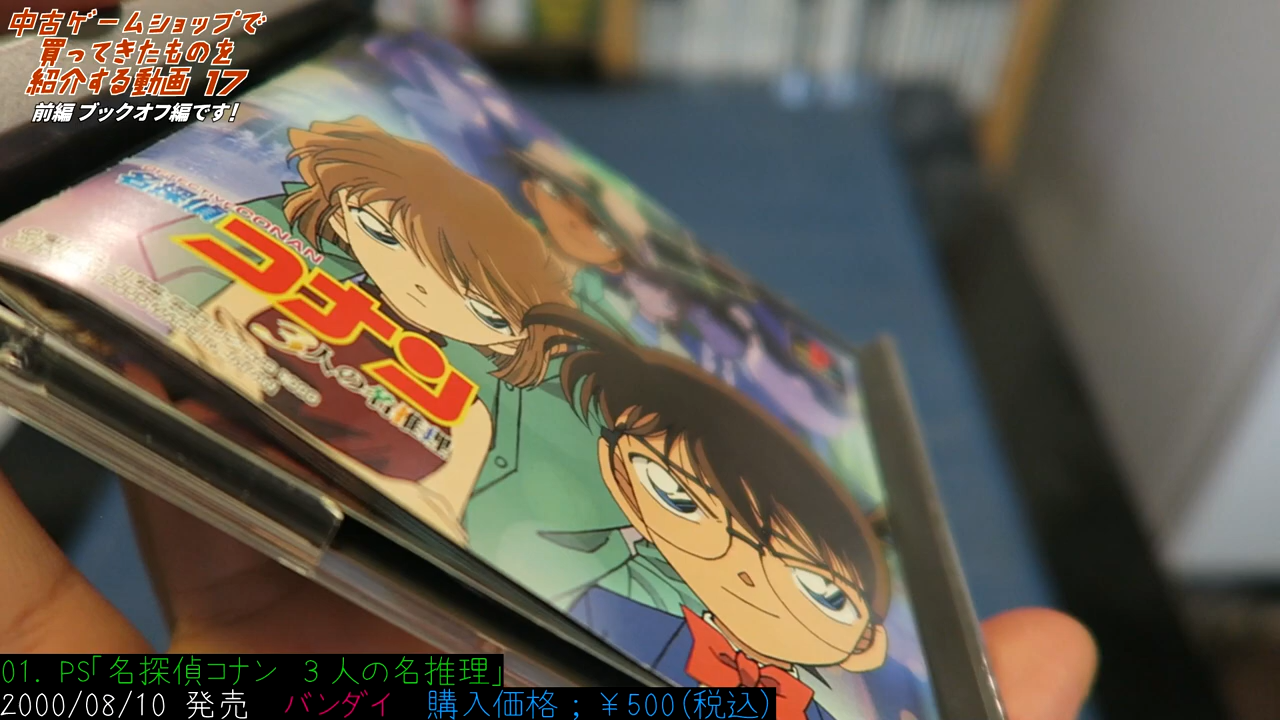 中古ゲームショップで
買ってきたものを
紹介する動画 17
前編 ブックオフ編です!
CONAN
コナン
3人の名推理
01. PS「名探偵コナン 3人の名推理」
2000/08/10 発売 バンダイ 購入価格 ; ¥500(税込)